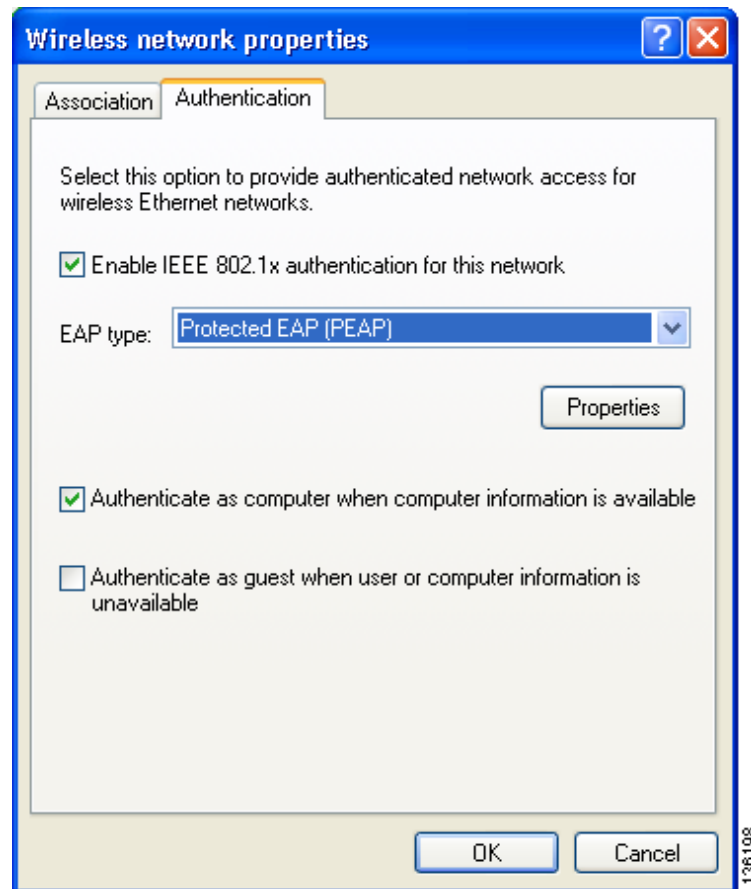 Wireless network properties
Association
Authentication
Select this option to provide authenticated network access for
wireless Ethernet networks.
Enable IEEE 802.1x authentication for this network
EAP type:
Protected EAP (PEAP)
Properties
Authenticate as computer when computer information is available
Authenticate as guest when user or computer information is
unavailable
OK
Cancel
126198